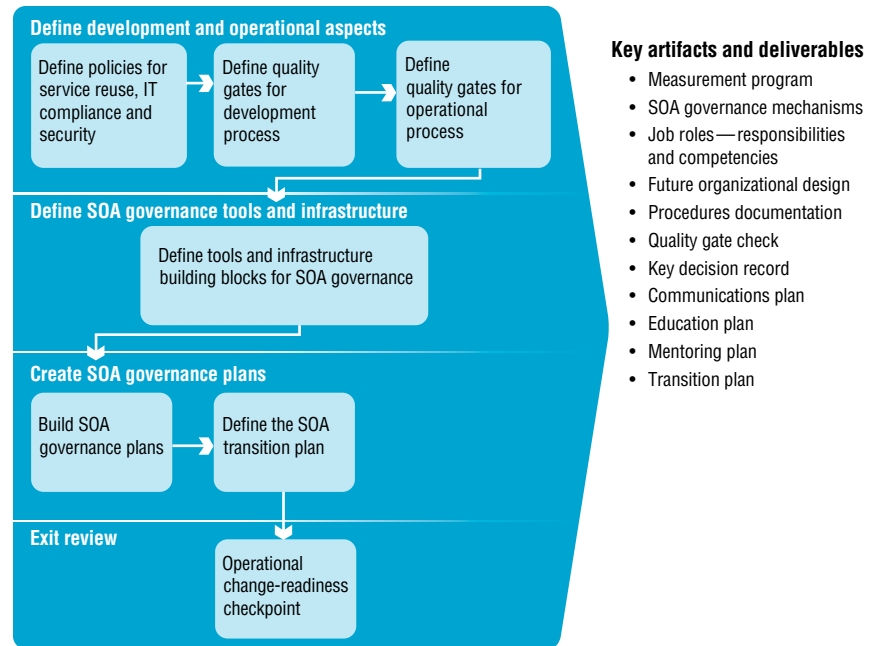 Define development and operational aspects
Define policies for
service reuse, IT
compliance and
security
Define quality
gates for
development
process
Define
quality gates for
operational
process
Define SOA governance tools and infrastructure
Define tools and infrastructure
building blocks for SOA governance
Create SOA governance plans
Build SOA
governance plans
Define the SOA
transition plan
Exit review
Operational
change-readiness
checkpoint
Key artifacts and deliverables
• Measurement program
• SOA governance mechanisms
• Job roles—responsibilities
and competencies
• Future organizational design
• Procedures documentation
• Quality gate check
• Key decision record
• Communications plan
• Education plan
• Mentoring plan
• Transition plan